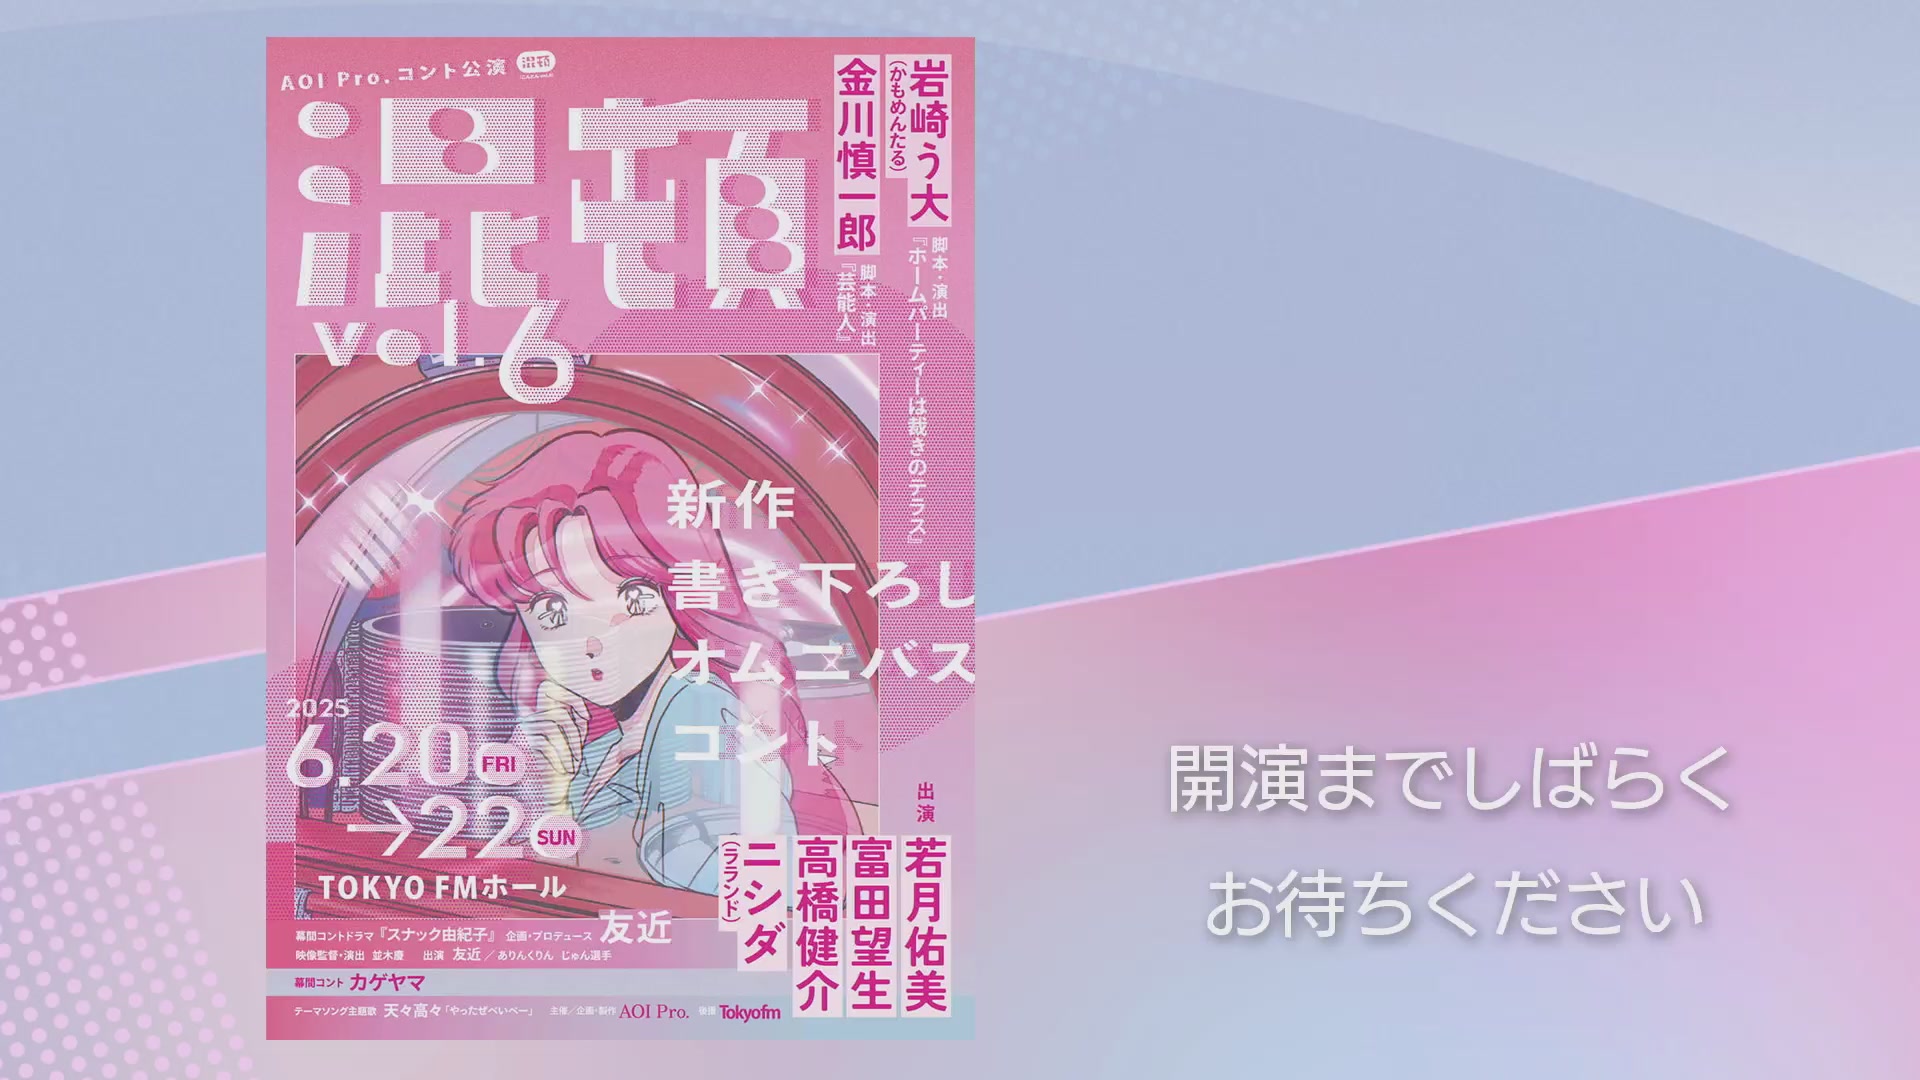 AOI Pro.コント公演
混頓
混頓
vol.6
岩崎う大
(かもめんたる)
脚本・演出
『ホームパーティーは裁きのテラス』
金川慎一郎
脚本・演出
『芸能人』
新作
書き下ろし
オムニバス
コント
2025
6.20 FRI
→22 SUN
TOKYO FMホール
出演
若月佑美
富田望生
高橋健介
ニシダ
(ラランド)
幕間コントドラマ『スナック由紀子』 企画・プロデュース 友近
映像監督・演出 並木慶 出演 友近／ありんくりん じゅん選手
幕間コント カゲヤマ
テーマソング主題歌 天々高々「やったぜべいべー」 主催／企画・製作 AOI Pro. 後援 Tokyofm
開演までしばらく
お待ちください